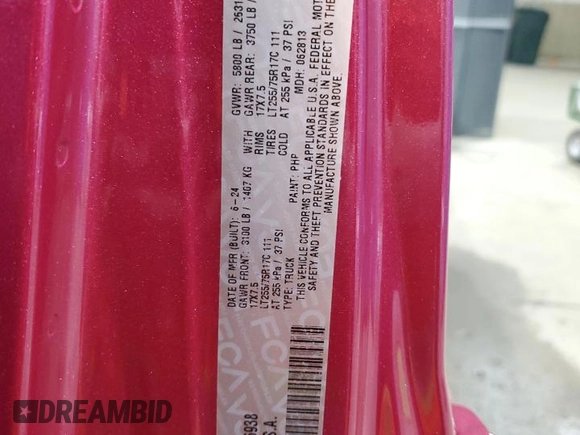 DATE OF MFR (BUILT): 6-24 GVWR: 5800 LB / 2631
GAWR FRONT: 3100 LB / 1407 KG WITH GAWR REAR: 3750 LB /
17X7.5 RIMS 17X7.5
LT255/75R17C 111 TIRES LT255/75R17C 111
AT 255 kPa / 37 PSI COLD AT 255 kPa / 37 PSI
TYPE: TRUCK PAINT: PHP MDH: 062813
THIS VEHICLE CONFORMS TO ALL APPLICABLE U.S.A. FEDERAL MOTOR
SAFETY AND THEFT PREVENTION STANDARDS IN EFFECT ON THE
MANUFACTURE SHOWN ABOVE.
FCA
6938
S.A.
DREAMBID